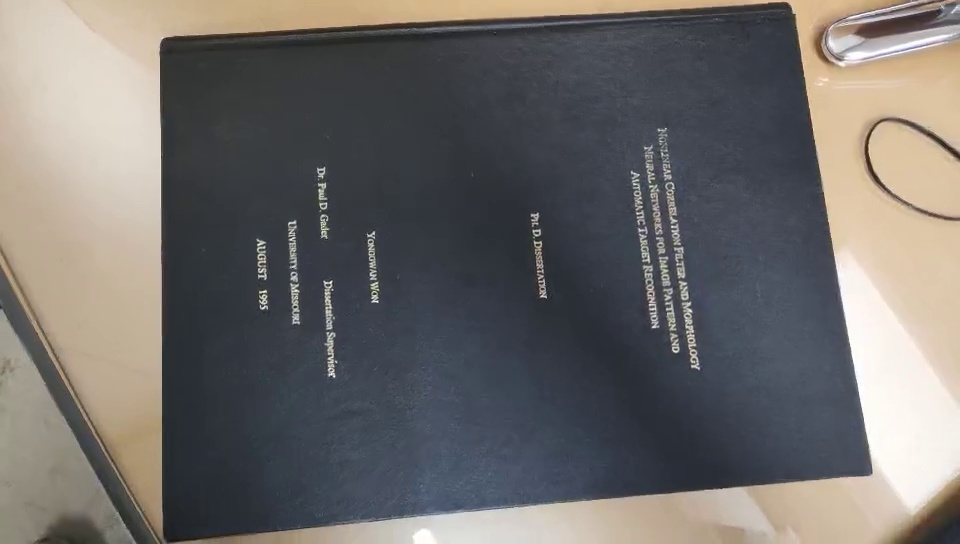 NONLINEAR CORRELATION FILTER AND MORPHOLOGY
NEURAL NETWORKS FOR IMAGE PATTERN AND
AUTOMATIC TARGET RECOGNITION
PH. D. DISSERTATION
YONGGWAN WON
Dr. Paul D. Gader Dissertation Supervisor
UNIVERSITY OF MISSOURI
AUGUST 1995